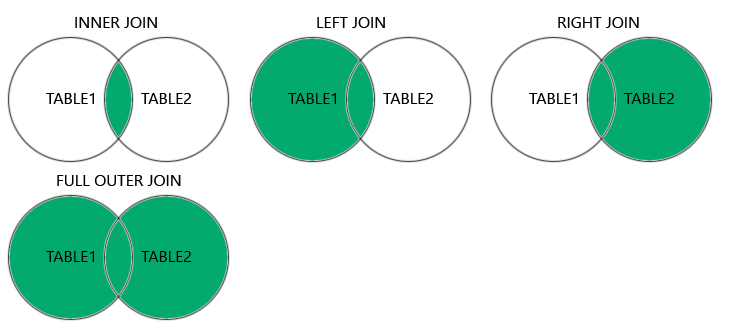 INNER JOIN
TABLE1 TABLE2
LEFT JOIN
TABLE1 TABLE2
RIGHT JOIN
TABLE1 TABLE2
FULL OUTER JOIN
TABLE1 TABLE2